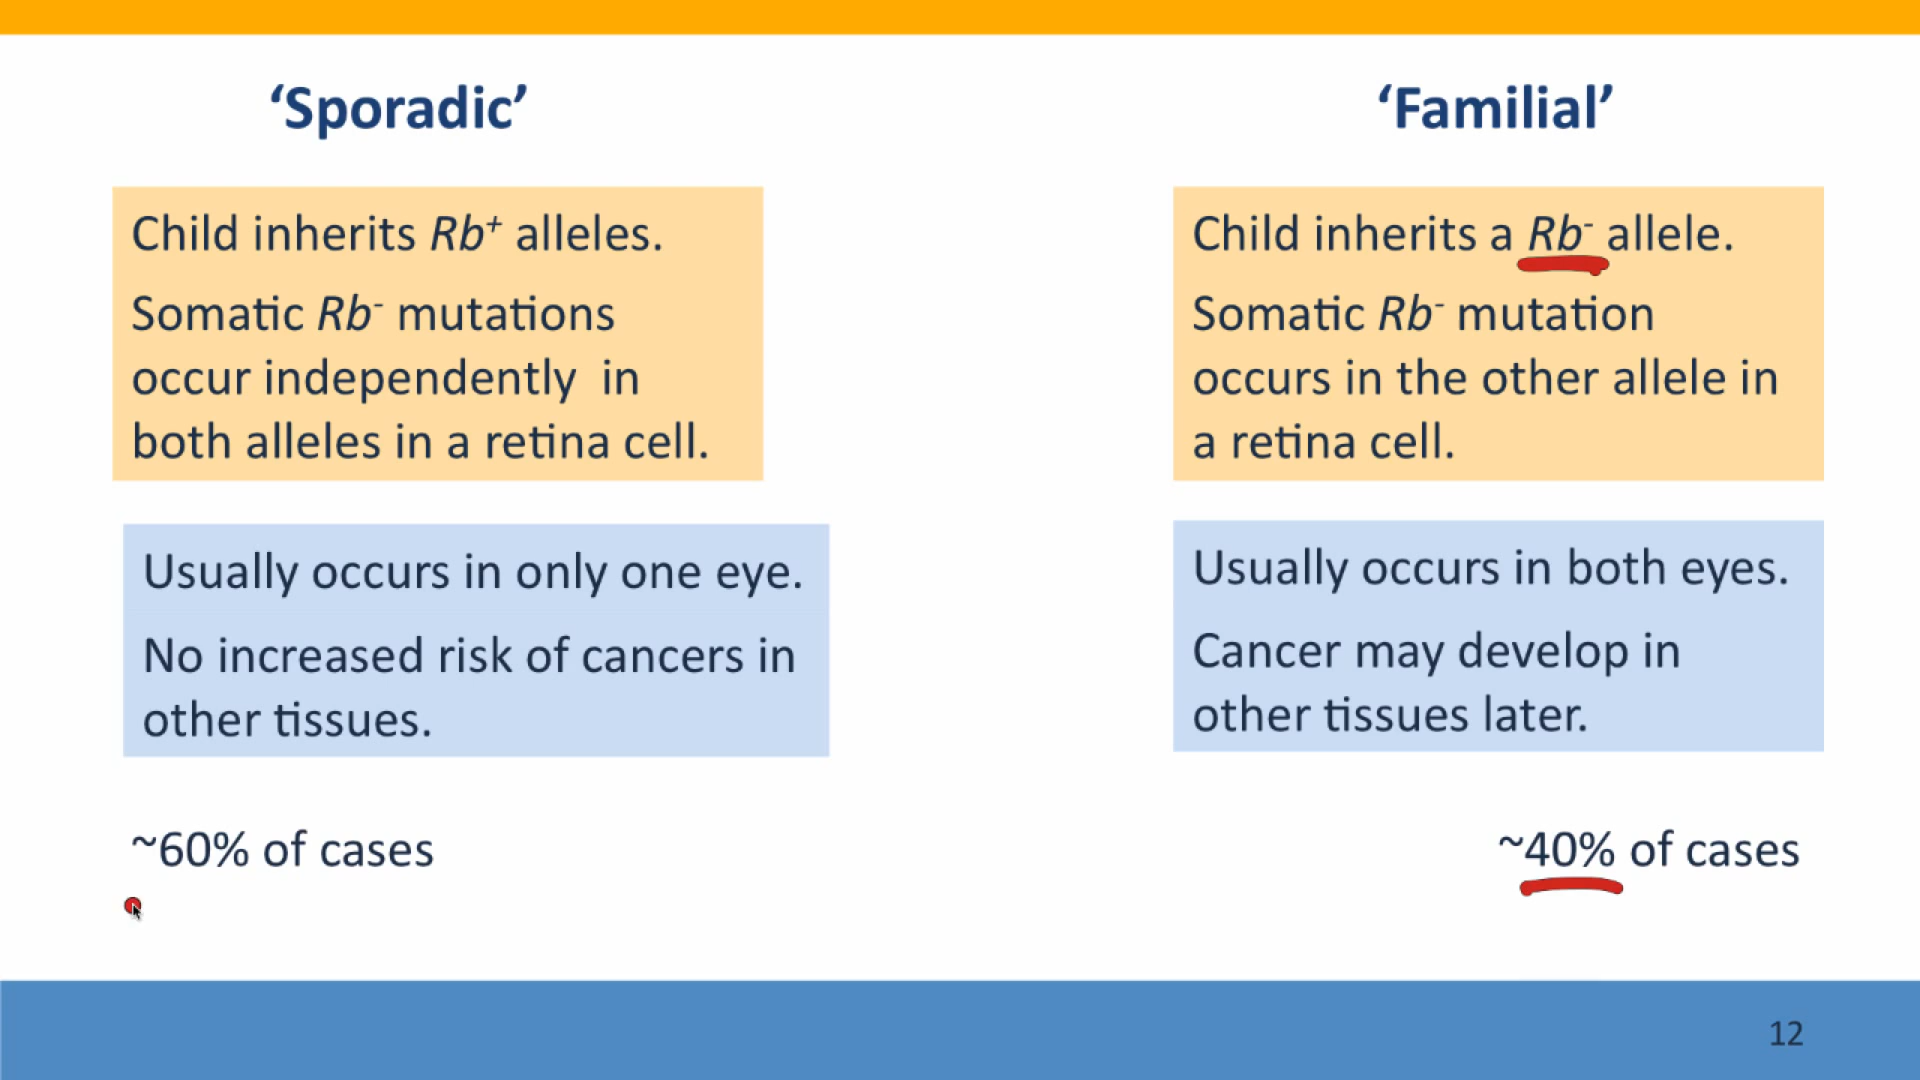 ‘Sporadic’
Child inherits Rb⁺ alleles.
Somatic Rb⁻ mutations
occur independently  in
both alleles in a retina cell.
Usually occurs in only one eye.
No increased risk of cancers in
other tissues.
~60% of cases
‘Familial’
Child inherits a Rb⁻ allele.
Somatic Rb⁻ mutation
occurs in the other allele in
a retina cell.
Usually occurs in both eyes.
Cancer may develop in
other tissues later.
~40% of cases
12